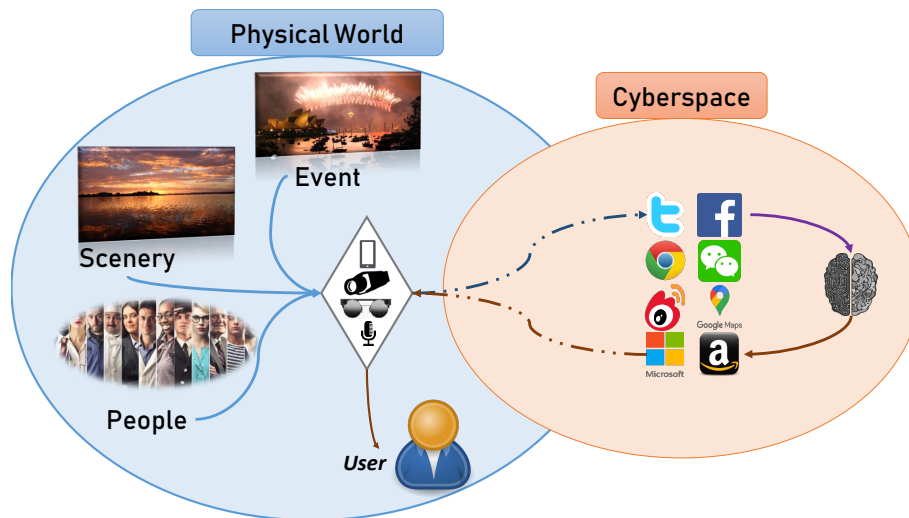 Physical World
Cyberspace
Event
Scenery
Google Maps
Microsoft
People
User